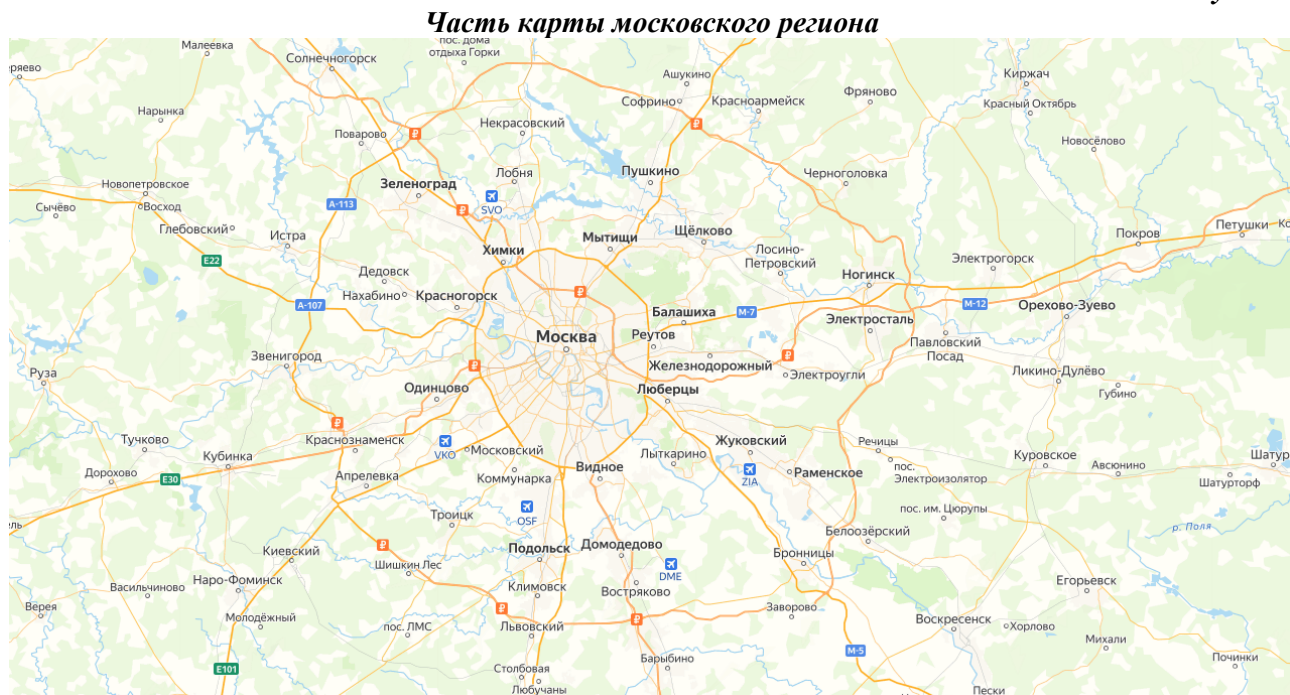 Часть карты московского региона
Малеевка
Солнечногорск
пос. дома
отдыха Горки
Ашукино
Киржач
Нарынка
Софрино
Красноармейск
Фряново
Красный Октябрь
Поварово
Некрасовский
Новосёлово
Новопетровское
Зеленоград
Лобня
Пушкино
Черноголовка
Сычёво
Восход
А-113
SVO
Глебовский
Истра
Химки
Мытищи
Щёлково
Лосино-
Петровский
Покров
Петушки
E22
Дедовск
Ногинск
Электрогорск
Нахабино
Красногорск
А-107
Балашиха
М-7
М-12
Орехово-Зуево
Москва
Реутов
Электросталь
Павловский
Посад
Звенигород
Железнодорожный
Руза
Одинцово
Люберцы
Электроугли
Ликино-Дулёво
Губино
Тучково
Краснознаменск
VKO
Московский
Лыткарино
Жуковский
Речицы
Кубинка
Видное
ZIA
Раменское
пос.
Электроизолятор
Куровское
Авсюнино
Шатур
Дорохово
E30
Апрелевка
Коммунарка
Шатурторф
Троицк
OSF
пос. им. Цюрупы
р. Поля
Белоозёрский
Киевский
Шишкин Лес
Подольск
Домодедово
DME
Бронницы
Васильчиново
Наро-Фоминск
Климовск
Востряково
Егорьевск
Верея
Молодёжный
пос. ЛМС
Львовский
Заворово
Воскресенск
Хорлово
Михали
E101
Столбовая
Любучаны
Барыбино
М-5
Починки
Пески